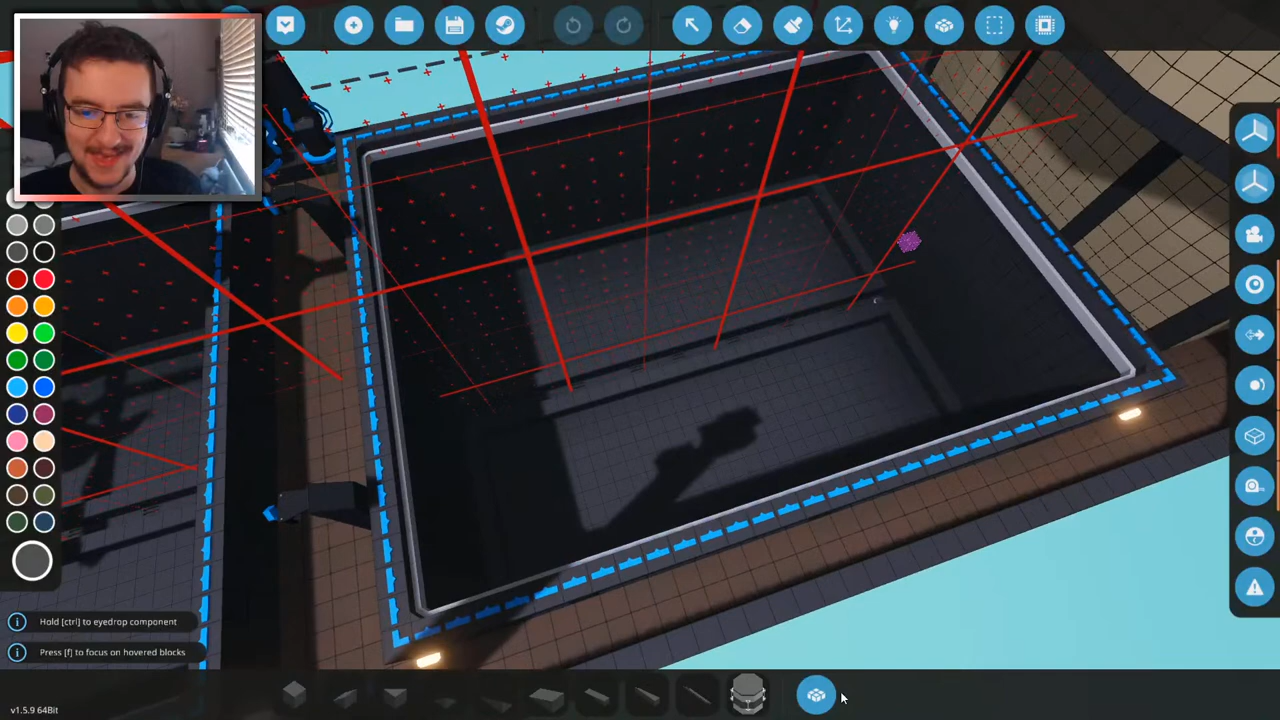 Hold [ctrl] to eyedrop component
Press [f] to focus on hovered blocks
v1.5.9 64Bit